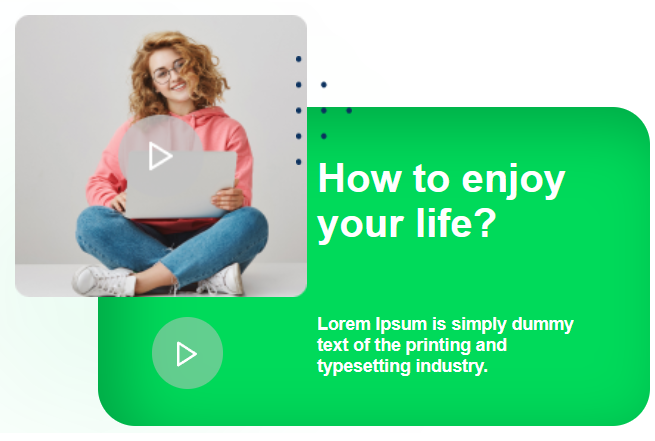 How to enjoy
your life?
Lorem Ipsum is simply dummy
text of the printing and
typesetting industry.